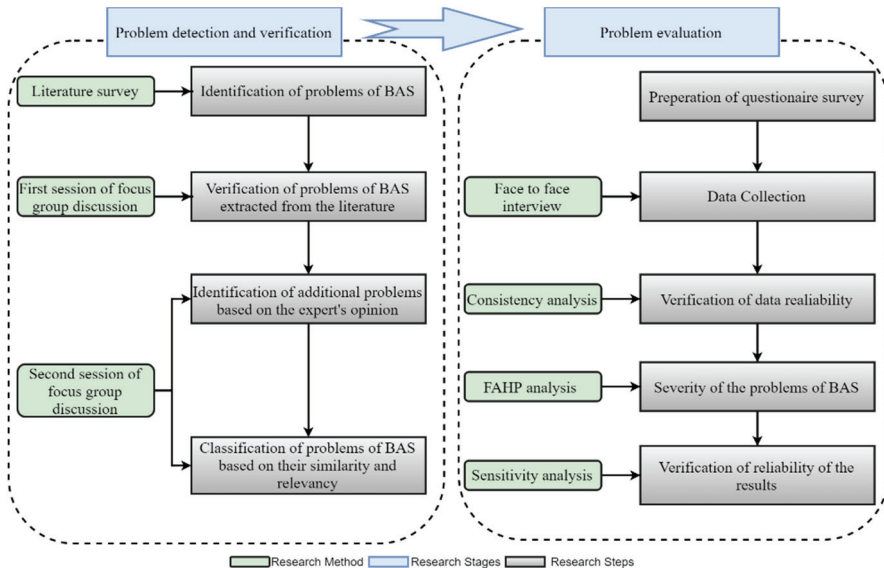 Problem detection and verification
Problem evaluation
Literature survey
Identification of problems of BAS
First session of focus
group discussion
Verification of problems of BAS
extracted from the literature
Identification of additional problems
based on the expert's opinion
Second session of
focus group
discussion
Classification of problems of BAS
based on their similarity and
relevancy
Preperation of questionaire survey
Face to face
interview
Data Collection
Consistency analysis
Verification of data realiability
FAHP analysis
Severity of the problems of BAS
Sensitivity analysis
Verification of reliability of the
results
Research Method
Research Stages
Research Steps